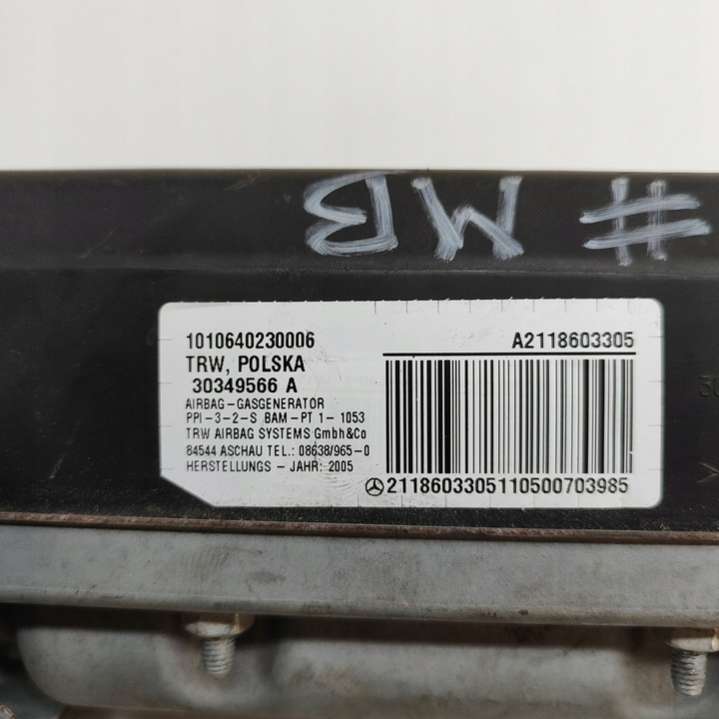 # MB
1010640230006
TRW, POLSKA
30349566 A
AIRBAG-GASGENERATOR
PPI-3-2-S BAM-PT 1- 1053
TRW AIRBAG SYSTEMS Gmbh&Co
84544 ASCHAU TEL.: 08638/965-0
HERSTELLUNGS - JAHR: 2005
A2118603305
2118603305110500703985